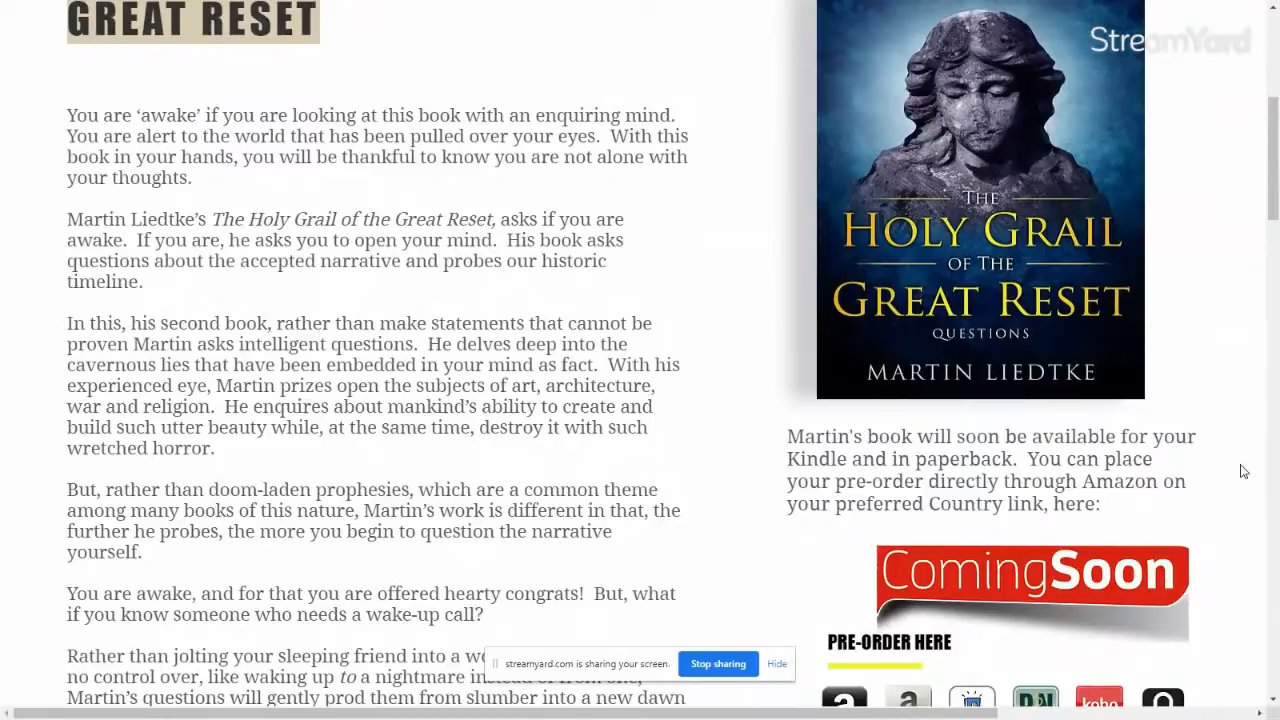 GREAT RESET
You are ‘awake’ if you are looking at this book with an enquiring mind.
You are alert to the world that has been pulled over your eyes.  With this
book in your hands, you will be thankful to know you are not alone with
your thoughts.
Martin Liedtke’s The Holy Grail of the Great Reset, asks if you are
awake.  If you are, he asks you to open your mind.  His book asks
questions about the accepted narrative and probes our historic
timeline.
In this, his second book, rather than make statements that cannot be
proven Martin asks intelligent questions.  He delves deep into the
cavernous lies that have been embedded in your mind as fact.  With his
experienced eye, Martin prizes open the subjects of art, architecture,
war and religion.  He enquires about mankind’s ability to create and
build such utter beauty while, at the same time, destroy it with such
wretched horror.
But, rather than doom-laden prophesies, which are a common theme
among many books of this nature, Martin’s work is different in that, the
further he probes, the more you begin to question the narrative
yourself.
You are awake, and for that you are offered hearty congrats!  But, what
if you know someone who needs a wake-up call?
Rather than jolting your sleeping friend into a
no control over, like waking up to a nightmare
Martin’s questions will gently prod them from slumber into a new dawn
streamyard.com is sharing your screen.
Stop sharing
Hide
StreamYard
THE
HOLY GRAIL
OF THE
GREAT RESET
QUESTIONS
MARTIN LIEDTKE
Martin's book will soon be available for your
Kindle and in paperback.  You can place
your pre-order directly through Amazon on
your preferred Country link, here:
ComingSoon
PRE-ORDER HERE
a
a
kobo